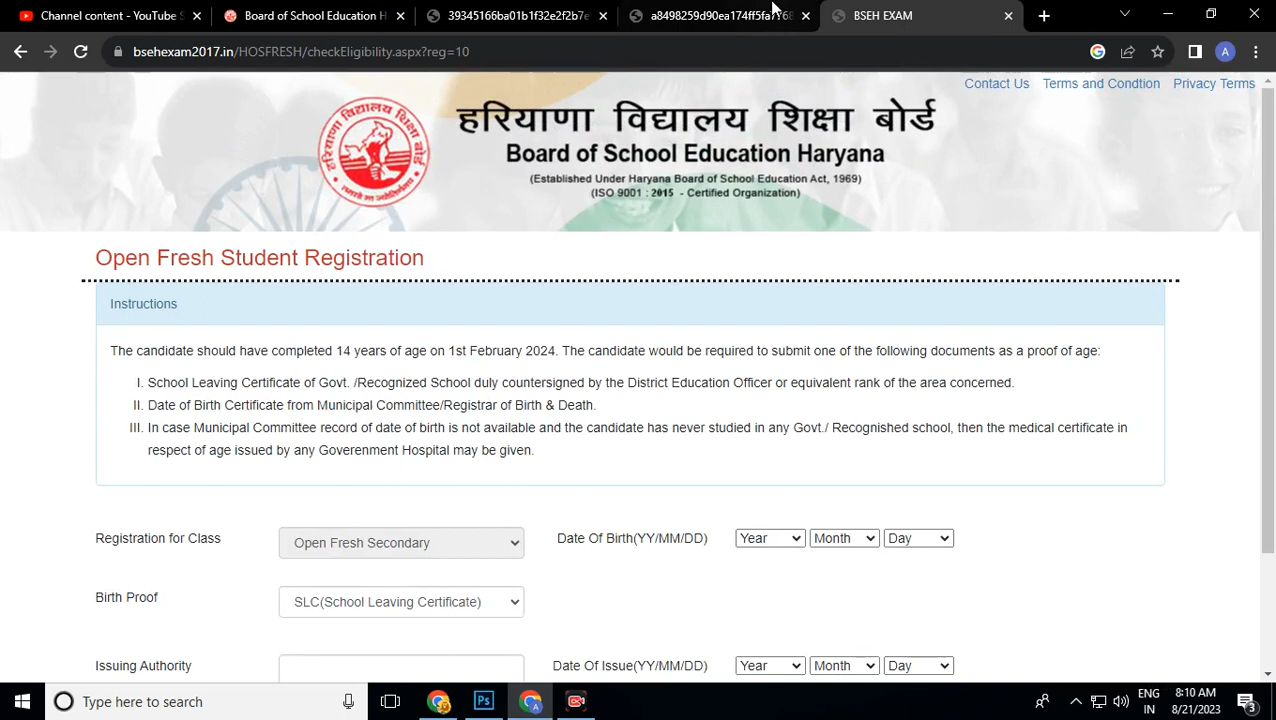 Channel content - YouTube S
Board of School Education H
39345166ba01b1f32e2f2b7e
a8498259d90ea174ff5fa7768
BSEH EXAM
bsehexam2017.in/HOSFRESH/checkEligibility.aspx?reg=10
A
Contact Us Terms and Condtion Privacy Terms
हरियाणा विद्यालय शिक्षा बोर्ड
Board of School Education Haryana
(Established Under Haryana Board of School Education Act, 1969)
(ISO 9001 : 2015 - Certified Organization)
Open Fresh Student Registration
Instructions
The candidate should have completed 14 years of age on 1st February 2024. The candidate would be required to submit one of the following documents as a proof of age:
I. School Leaving Certificate of Govt. /Recognized School duly countersigned by the District Education Officer or equivalent rank of the area concerned.
II. Date of Birth Certificate from Municipal Committee/Registrar of Birth & Death.
III. In case Municipal Committee record of date of birth is not available and the candidate has never studied in any Govt./ Recognished school, then the medical certificate in
respect of age issued by any Goverenment Hospital may be given.
Registration for Class Open Fresh Secondary Date Of Birth(YY/MM/DD) Year Month Day
Birth Proof SLC(School Leaving Certificate)
Issuing Authority Date Of Issue(YY/MM/DD) Year Month Day
Type here to search
Ps
A
ENG
IN
8:10 AM
8/21/2023
3